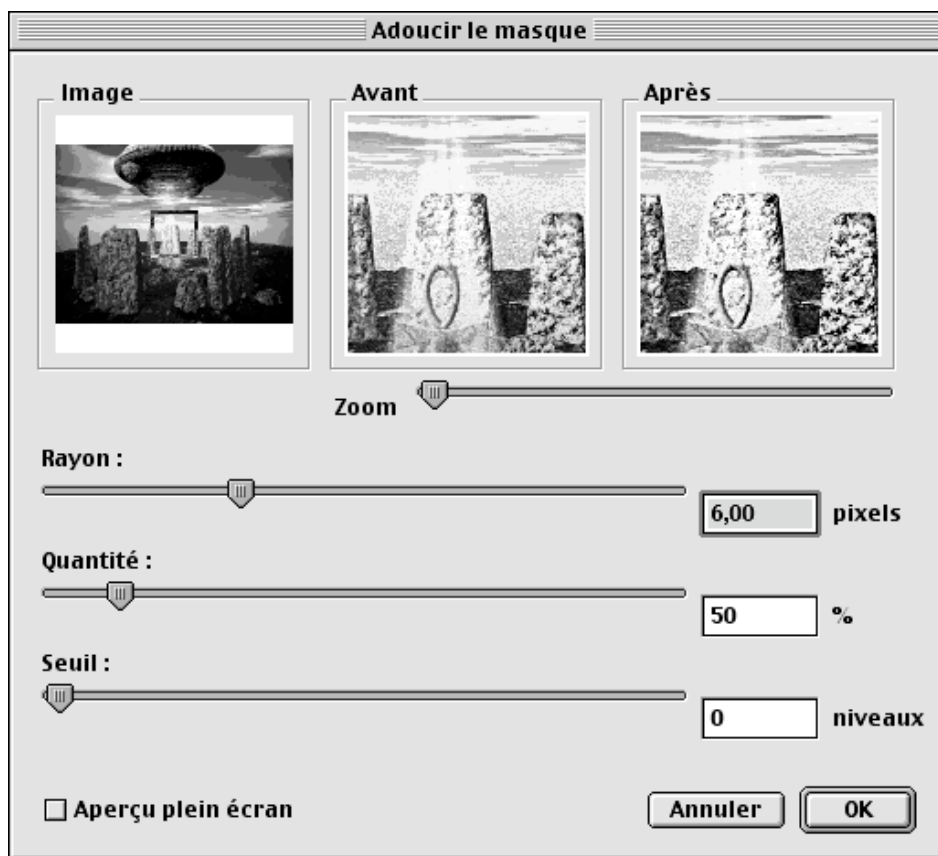 Adoucir le masque
Image
Avant
Après
Zoom
Rayon :
6,00 pixels
Quantité :
50 %
Seuil :
0 niveaux
Aperçu plein écran
Annuler
OK